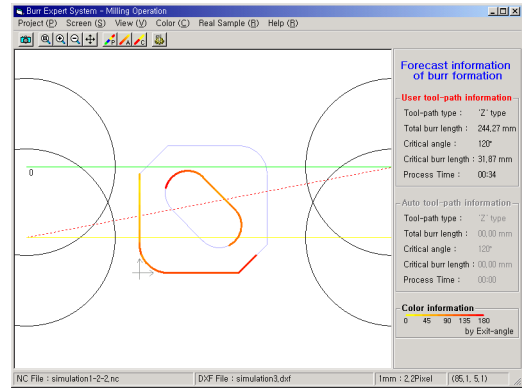 Burr Expert System - Milling Operation
Project (P) Screen (S) View (V) Color (C) Real Sample (R) Help (B)
P A C
0
Forecast information
of burr formation
User tool-path information
Tool-path type : 'Z' type
Total burr length : 244,27 mm
Critical angle : 120°
Critical burr length : 31,87 mm
Process Time : 00:34
Auto tool-path information
Tool-path type : 'Z' type
Total burr length : 00,00 mm
Critical angle : 120°
Critical burr length : 00,00 mm
Process Time : 00:00
Color information
0 45 90 135 180
by Exit-angle
NC File : simulation1-2-2.nc DXF File : simulation3.dxf 1mm : 2,2Pixel (85,1, 5,1)